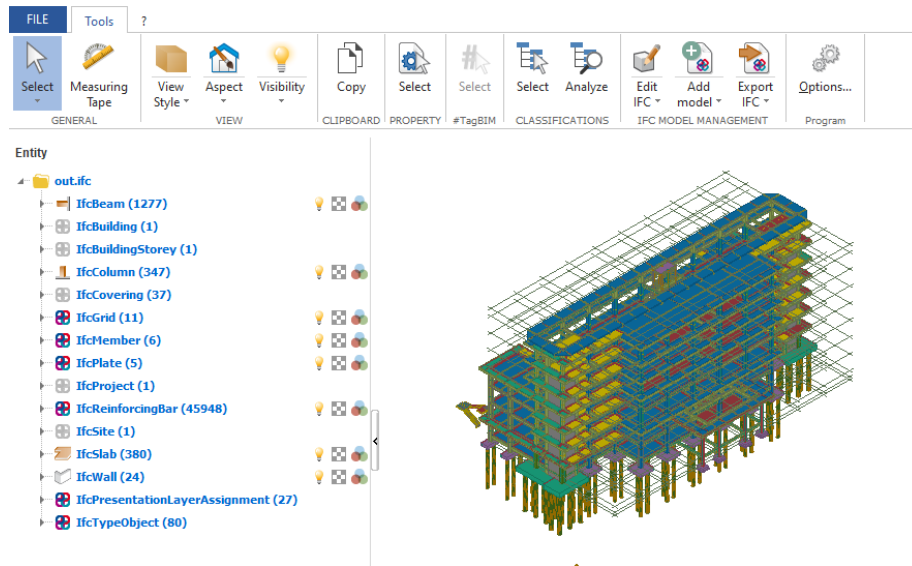 FILE
Tools
?
Select
Measuring
Tape
View
Style
Aspect
Visibility
Copy
Select
Select
Select
Analyze
Edit
IFC
Add
model
Export
IFC
Options...
GENERAL
VIEW
CLIPBOARD
PROPERTY
#TagBIM
CLASSIFICATIONS
IFC MODEL MANAGEMENT
Program
Entity
out.ifc
IfcBeam (1277)
IfcBuilding (1)
IfcBuildingStorey (1)
IfcColumn (347)
IfcCovering (37)
IfcGrid (11)
IfcMember (6)
IfcPlate (5)
IfcProject (1)
IfcReinforcingBar (45948)
IfcSite (1)
IfcSlab (380)
IfcWall (24)
IfcPresentationLayerAssignment (27)
IfcTypeObject (80)